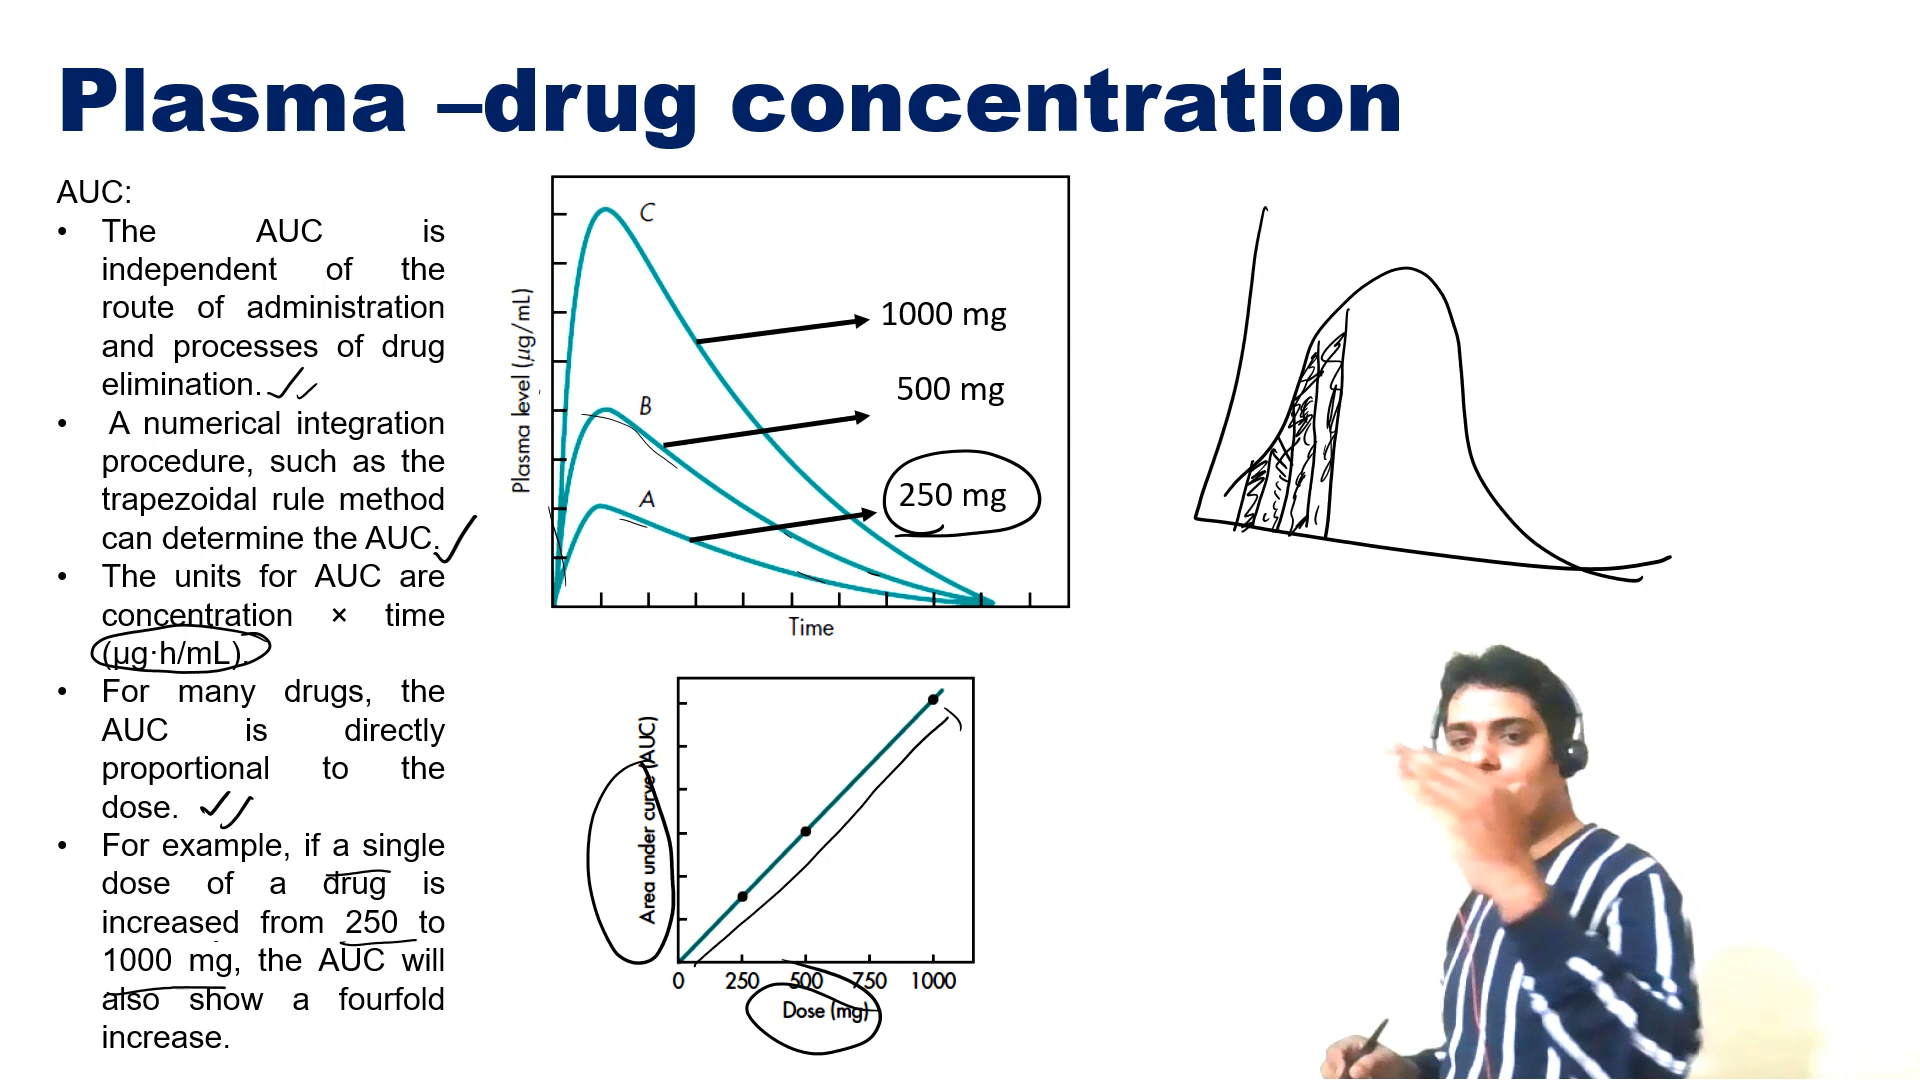 Plasma –drug concentration
AUC:
• The AUC is
independent of the
route of administration
and processes of drug
elimination.
• A numerical integration
procedure, such as the
trapezoidal rule method
can determine the AUC.
• The units for AUC are
concentration × time
(µg·h/mL).
• For many drugs, the
AUC is directly
proportional to the
dose.
• For example, if a single
dose of a drug is
increased from 250 to
1000 mg, the AUC will
also show a fourfold
increase.
Plasma level (µg/mL)
C
B
A
1000 mg
500 mg
250 mg
Time
Area under curve (AUC)
0 250 500 750 1000
Dose (mg)